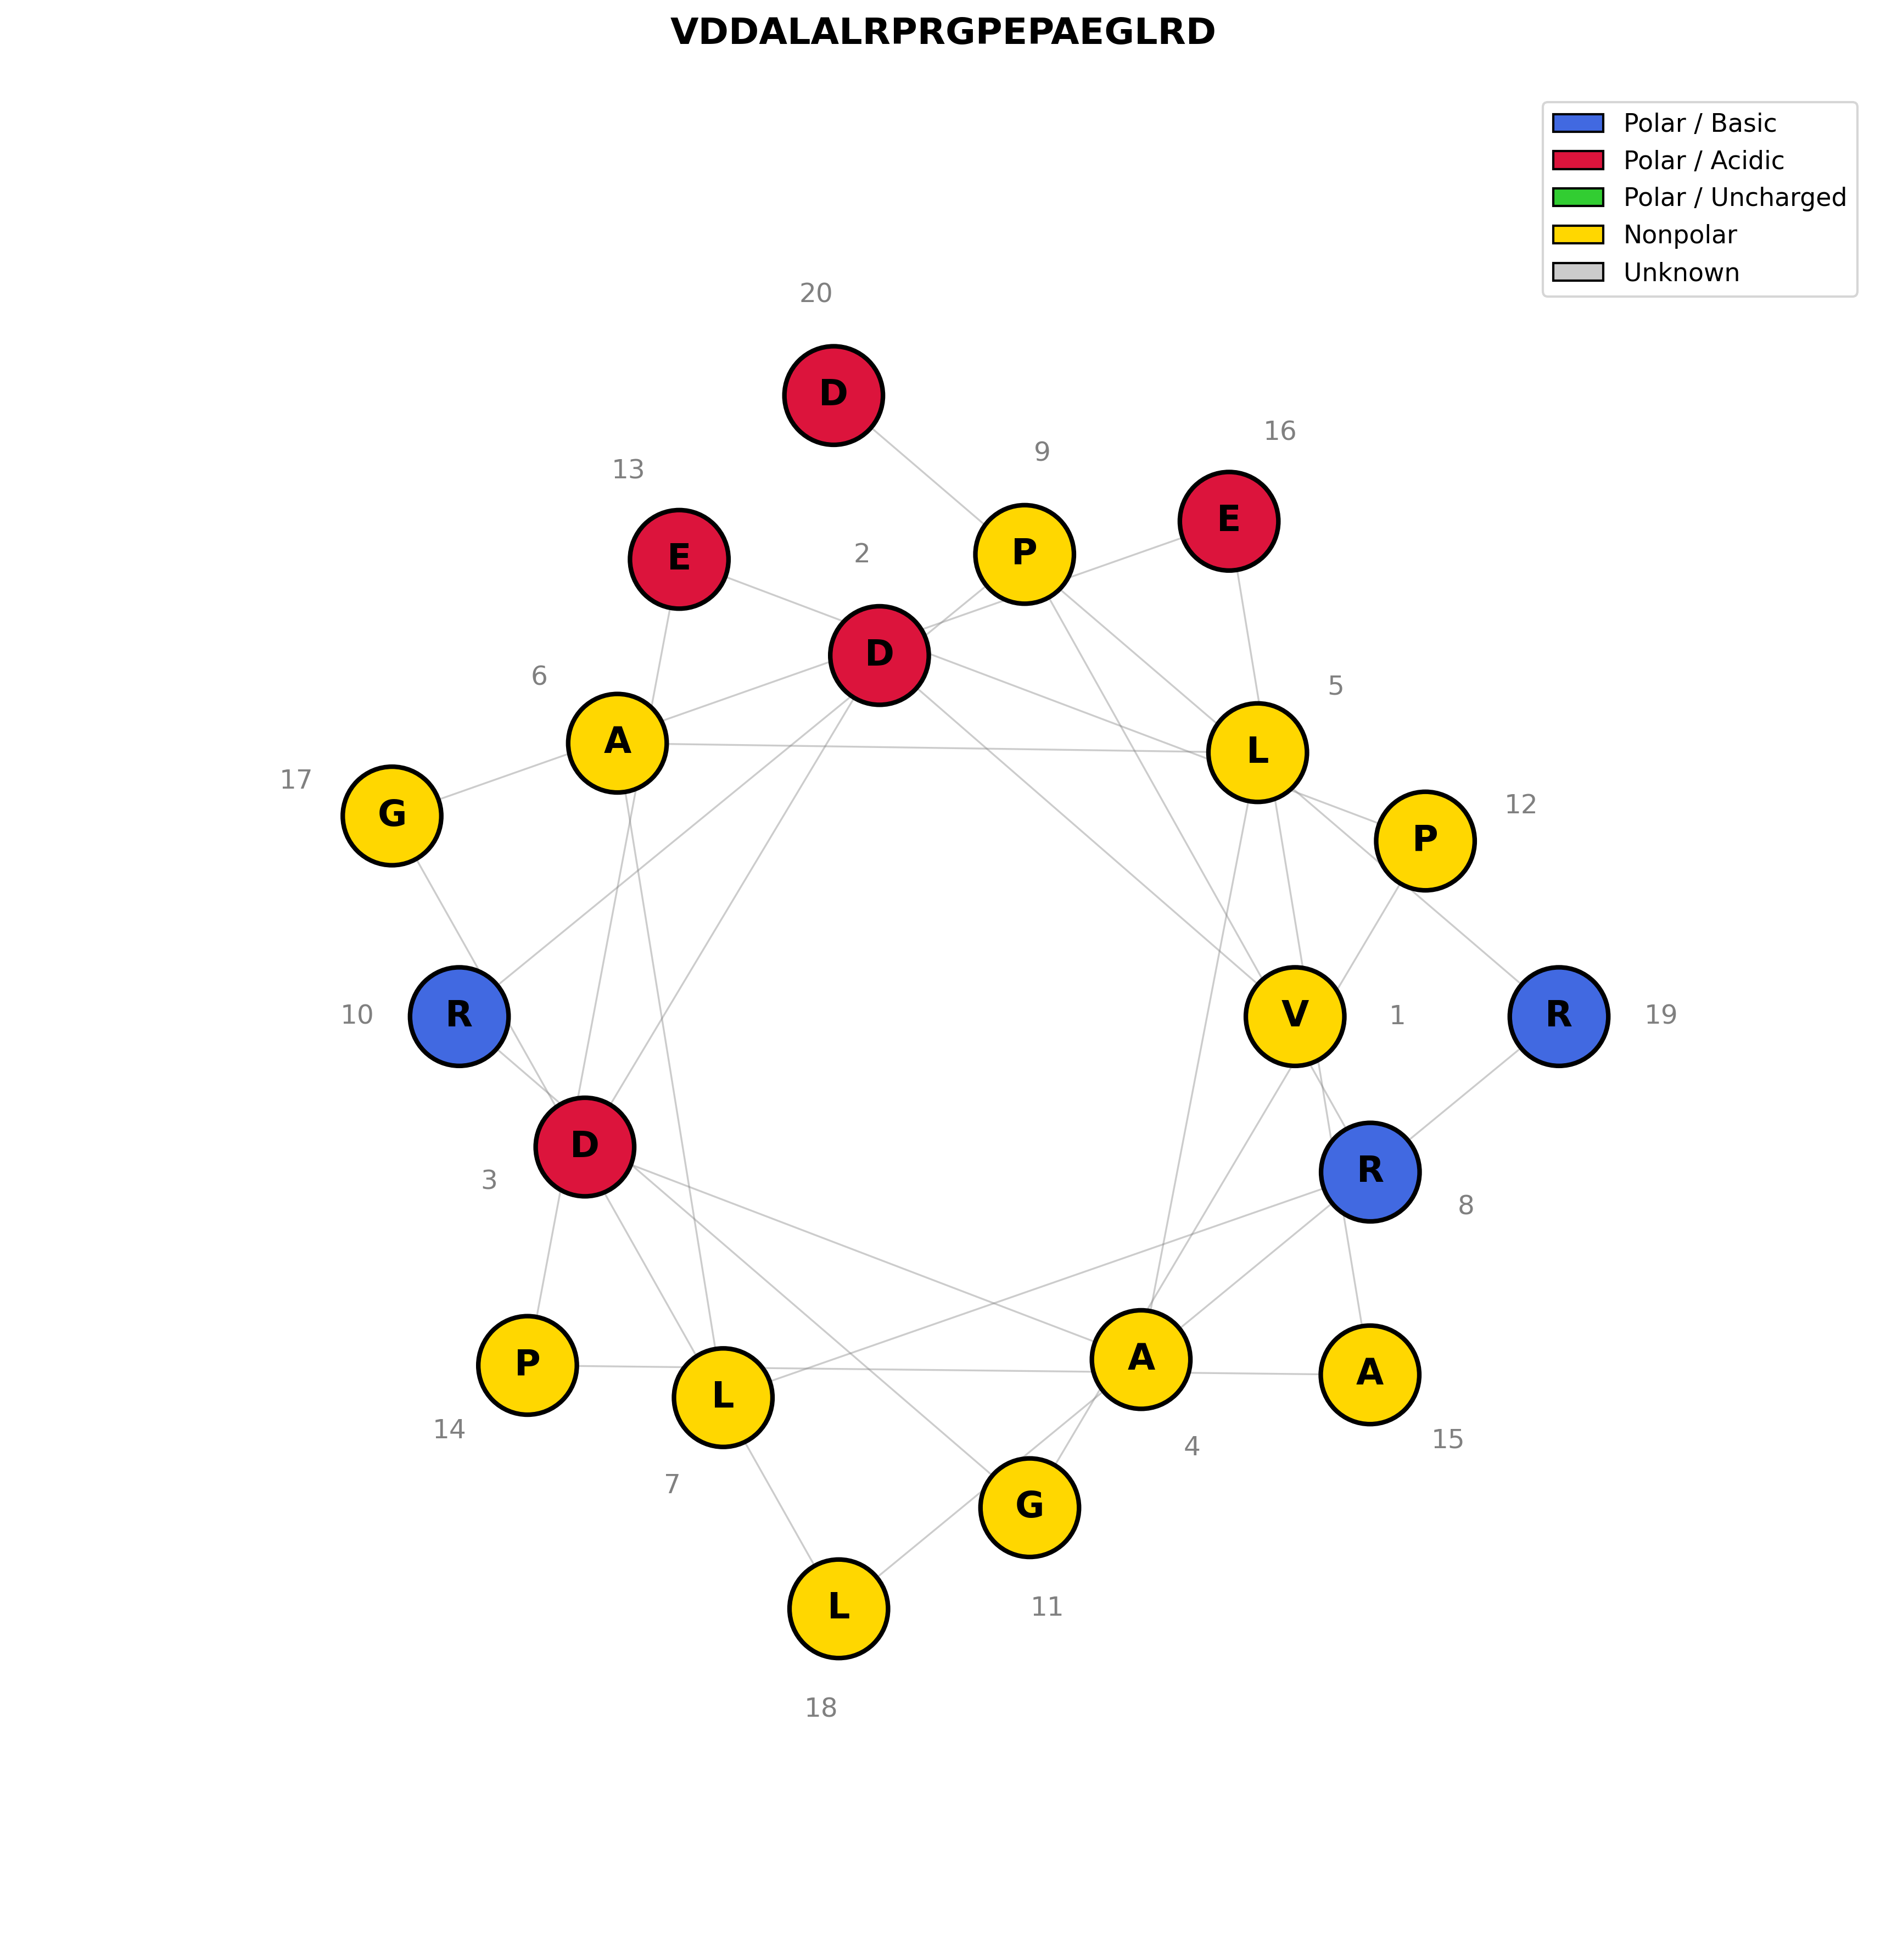 VDDALALRPRGPEPAEGLRD
Polar / Basic
Polar / Acidic
Polar / Uncharged
Nonpolar
Unknown
20
D
9
16
13
E
P
E
2
D
6
5
A
L
17
G
12
P
10
R
V
1
R
19
D
3
R
8
P
14
L
7
A
4
A
15
G
11
L
18